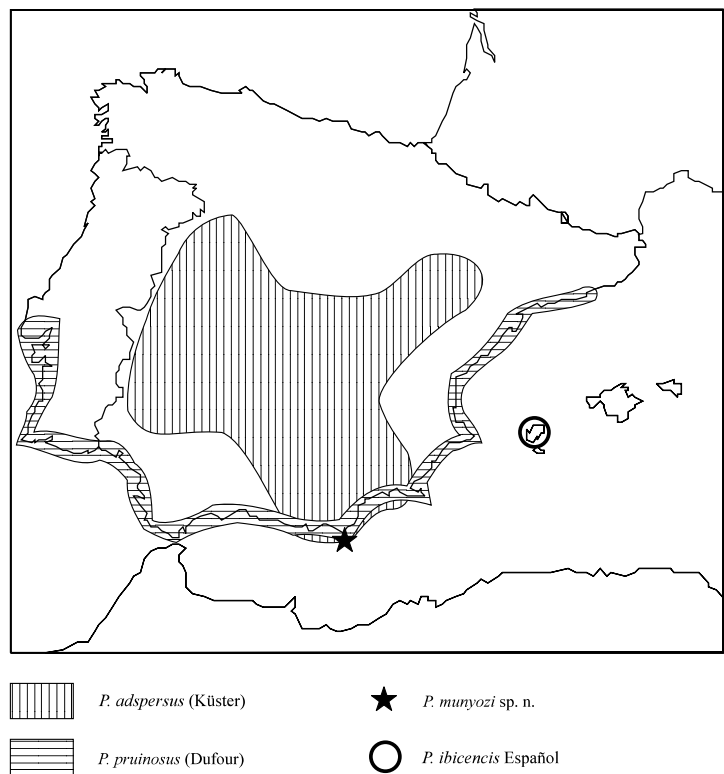 P. adspersus (Küster)
P. munyozi sp. n.
P. pruinosus (Dufour)
P. ibicencis Español